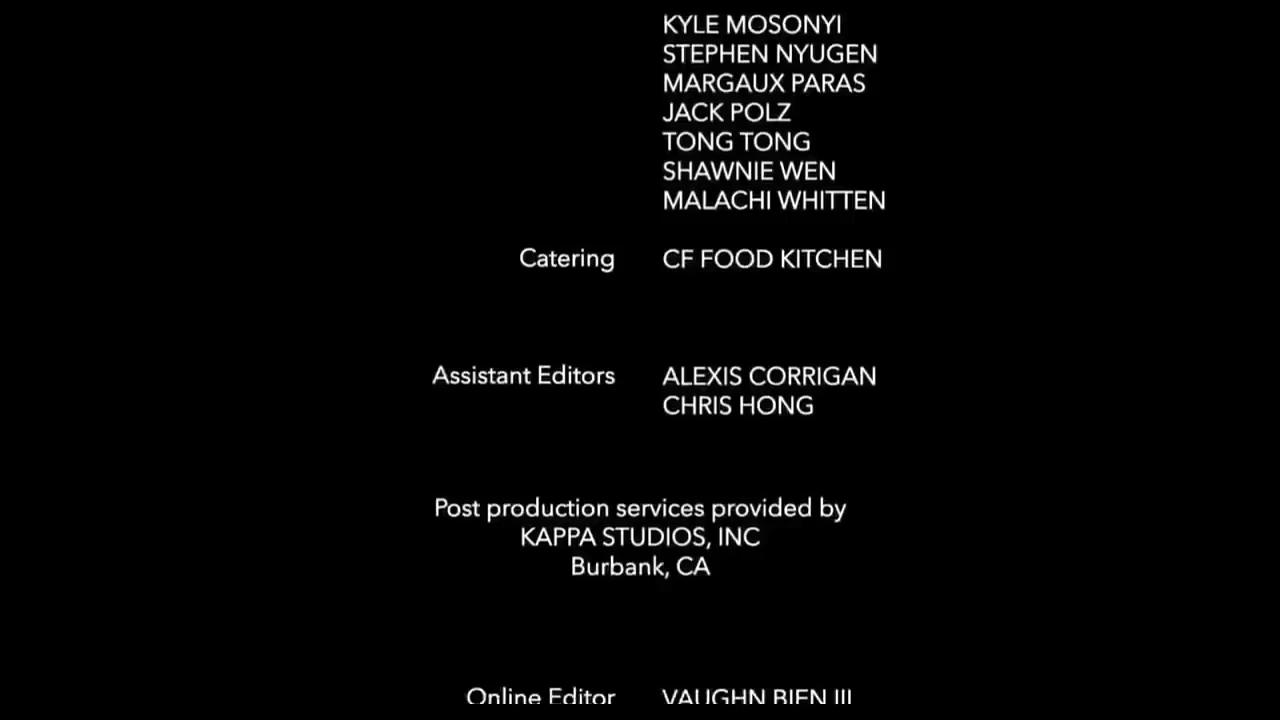 KYLE MOSONYI
STEPHEN NYUGEN
MARGAUX PARAS
JACK POLZ
TONG TONG
SHAWNIE WEN
MALACHI WHITTEN
Catering CF FOOD KITCHEN
Assistant Editors ALEXIS CORRIGAN
CHRIS HONG
Post production services provided by
KAPPA STUDIOS, INC
Burbank, CA
Online Editor VAUGHN BIEN III